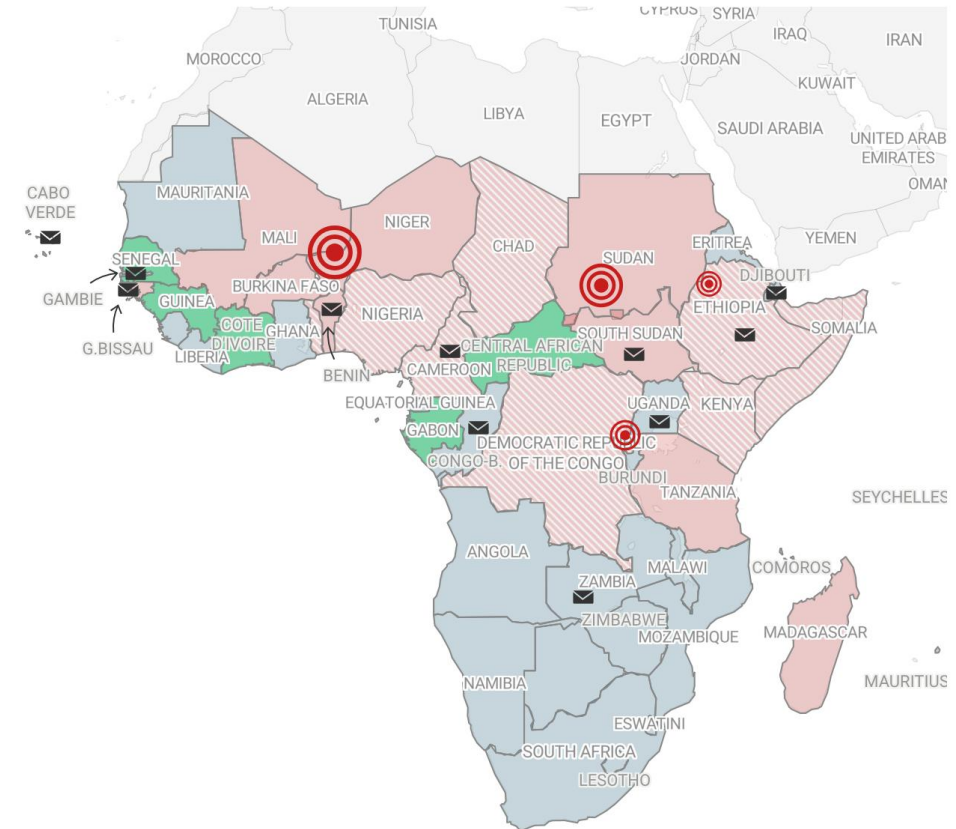 CYPRUS
SYRIA
TUNISIA
IRAQ
IRAN
MOROCCO
JORDAN
KUWAIT
ALGERIA
LIBYA
EGYPT
SAUDI ARABIA
UNITED ARAB
EMIRATES
OMAN
CABO
VERDE
MAURITANIA
NIGER
MALI
CHAD
SUDAN
ERITREA
YEMEN
SENEGAL
DJIBOUTI
GAMBIE
BURKINA FASO
GUINEA
NIGERIA
ETHIOPIA
COTE
D'IVOIRE
GHANA
SOUTH SUDAN
SOMALIA
G.BISSAU
LIBERIA
CENTRAL AFRICAN
REPUBLIC
BENIN
CAMEROON
EQUATORIAL GUINEA
UGANDA
KENYA
GABON
DEMOCRATIC REPUBLIC
OF THE CONGO
CONGO-B.
BURUNDI
TANZANIA
SEYCHELLES
ANGOLA
MALAWI
COMOROS
ZAMBIA
ZIMBABWE
MOZAMBIQUE
MADAGASCAR
NAMIBIA
MAURITIUS
ESWATINI
SOUTH AFRICA
LESOTHO